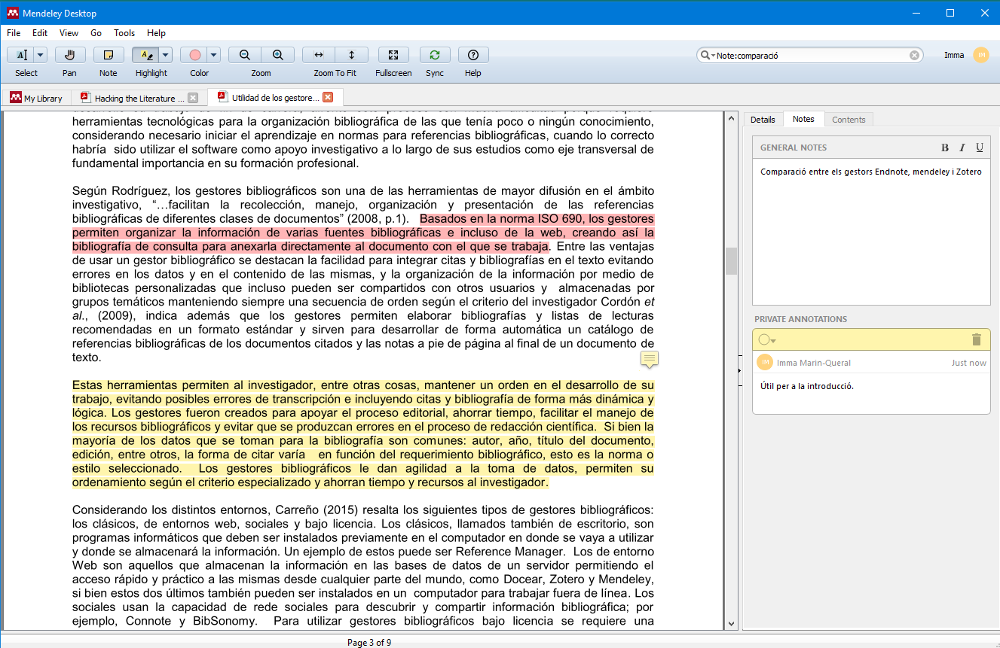 Mendeley Desktop
File Edit View Go Tools Help
Select Pan Note Highlight Color Zoom Zoom To Fit Fullscreen Sync Help
Note:comparació
Imma
IM
My Library
Hacking the Literature ...
Utilidad de los gestore...
herramientas tecnológicas para la organización bibliográfica de las que tenía poco o ningún conocimiento,
considerando necesario iniciar el aprendizaje en normas para referencias bibliográficas, cuando lo correcto
habría sido utilizar el software como apoyo investigativo a lo largo de sus estudios como eje transversal de
fundamental importancia en su formación profesional.
Según Rodríguez, los gestores bibliográficos son una de las herramientas de mayor difusión en el ámbito
investigativo, “…facilitan la recolección, manejo, organización y presentación de las referencias
bibliográficas de diferentes clases de documentos” (2008, p.1). Basados en la norma ISO 690, los gestores
permiten organizar la información de varias fuentes bibliográficas e incluso de la web, creando así la
bibliografía de consulta para anexarla directamente al documento con el que se trabaja. Entre las ventajas
de usar un gestor bibliográfico se destacan la facilidad para integrar citas y bibliografías en el texto evitando
errores en los datos y en el contenido de las mismas, y la organización de la información por medio de
bibliotecas personalizadas que incluso pueden ser compartidos con otros usuarios y almacenadas por
grupos temáticos manteniendo siempre una secuencia de orden según el criterio del investigador Cordón et
al., (2009), indica además que los gestores permiten elaborar bibliografías y listas de lecturas
recomendadas en un formato estándar y sirven para desarrollar de forma automática un catálogo de
referencias bibliográficas de los documentos citados y las notas a pie de página al final de un documento de
texto.
Estas herramientas permiten al investigador, entre otras cosas, mantener un orden en el desarrollo de su
trabajo, evitando posibles errores de transcripción e incluyendo citas y bibliografía de forma más dinámica y
lógica. Los gestores fueron creados para apoyar el proceso editorial, ahorrar tiempo, facilitar el manejo de
los recursos bibliográficos y evitar que se produzcan errores en el proceso de redacción científica. Si bien la
mayoría de los datos que se toman para la bibliografía son comunes: autor, año, título del documento,
edición, entre otros, la forma de citar varía en función del requerimiento bibliográfico, esto es la norma o
estilo seleccionado. Los gestores bibliográficos le dan agilidad a la toma de datos, permiten su
ordenamiento según el criterio especializado y ahorran tiempo y recursos al investigador.
Considerando los distintos entornos, Carreño (2015) resalta los siguientes tipos de gestores bibliográficos:
los clásicos, de entornos web, sociales y bajo licencia. Los clásicos, llamados también de escritorio, son
programas informáticos que deben ser instalados previamente en el computador en donde se vaya a utilizar
y donde se almacenará la información. Un ejemplo de estos puede ser Reference Manager. Los de entorno
Web son aquellos que almacenan la información en las bases de datos de un servidor permitiendo el
acceso rápido y práctico a las mismas desde cualquier parte del mundo, como Docear, Zotero y Mendeley,
si bien estos dos últimos también pueden ser instalados en un computador para trabajar fuera de línea. Los
sociales usan la capacidad de rede sociales para descubrir y compartir información bibliográfica; por
ejemplo, Connote y BibSonomy. Para utilizar gestores bibliográficos bajo licencia se requiere una
Details Notes Contents
GENERAL NOTES B I U
Comparació entre els gestors Endnote, mendeley i Zotero
PRIVATE ANNOTATIONS
IM Imma Marin-Queral Just now
Útil per a la introducció.
Page 3 of 9